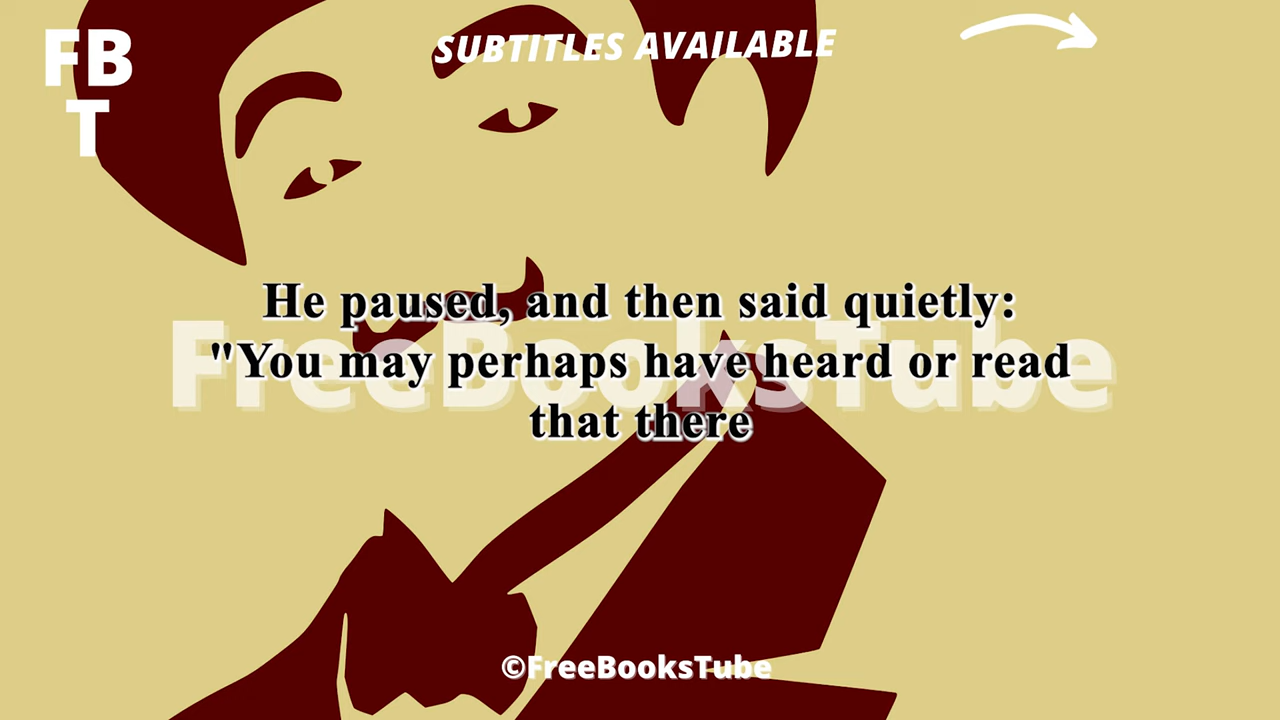 FB
T
SUBTITLES AVAILABLE
He paused, and then said quietly:
"You may perhaps have heard or read
that there
FreeBooksTube
©FreeBooksTube